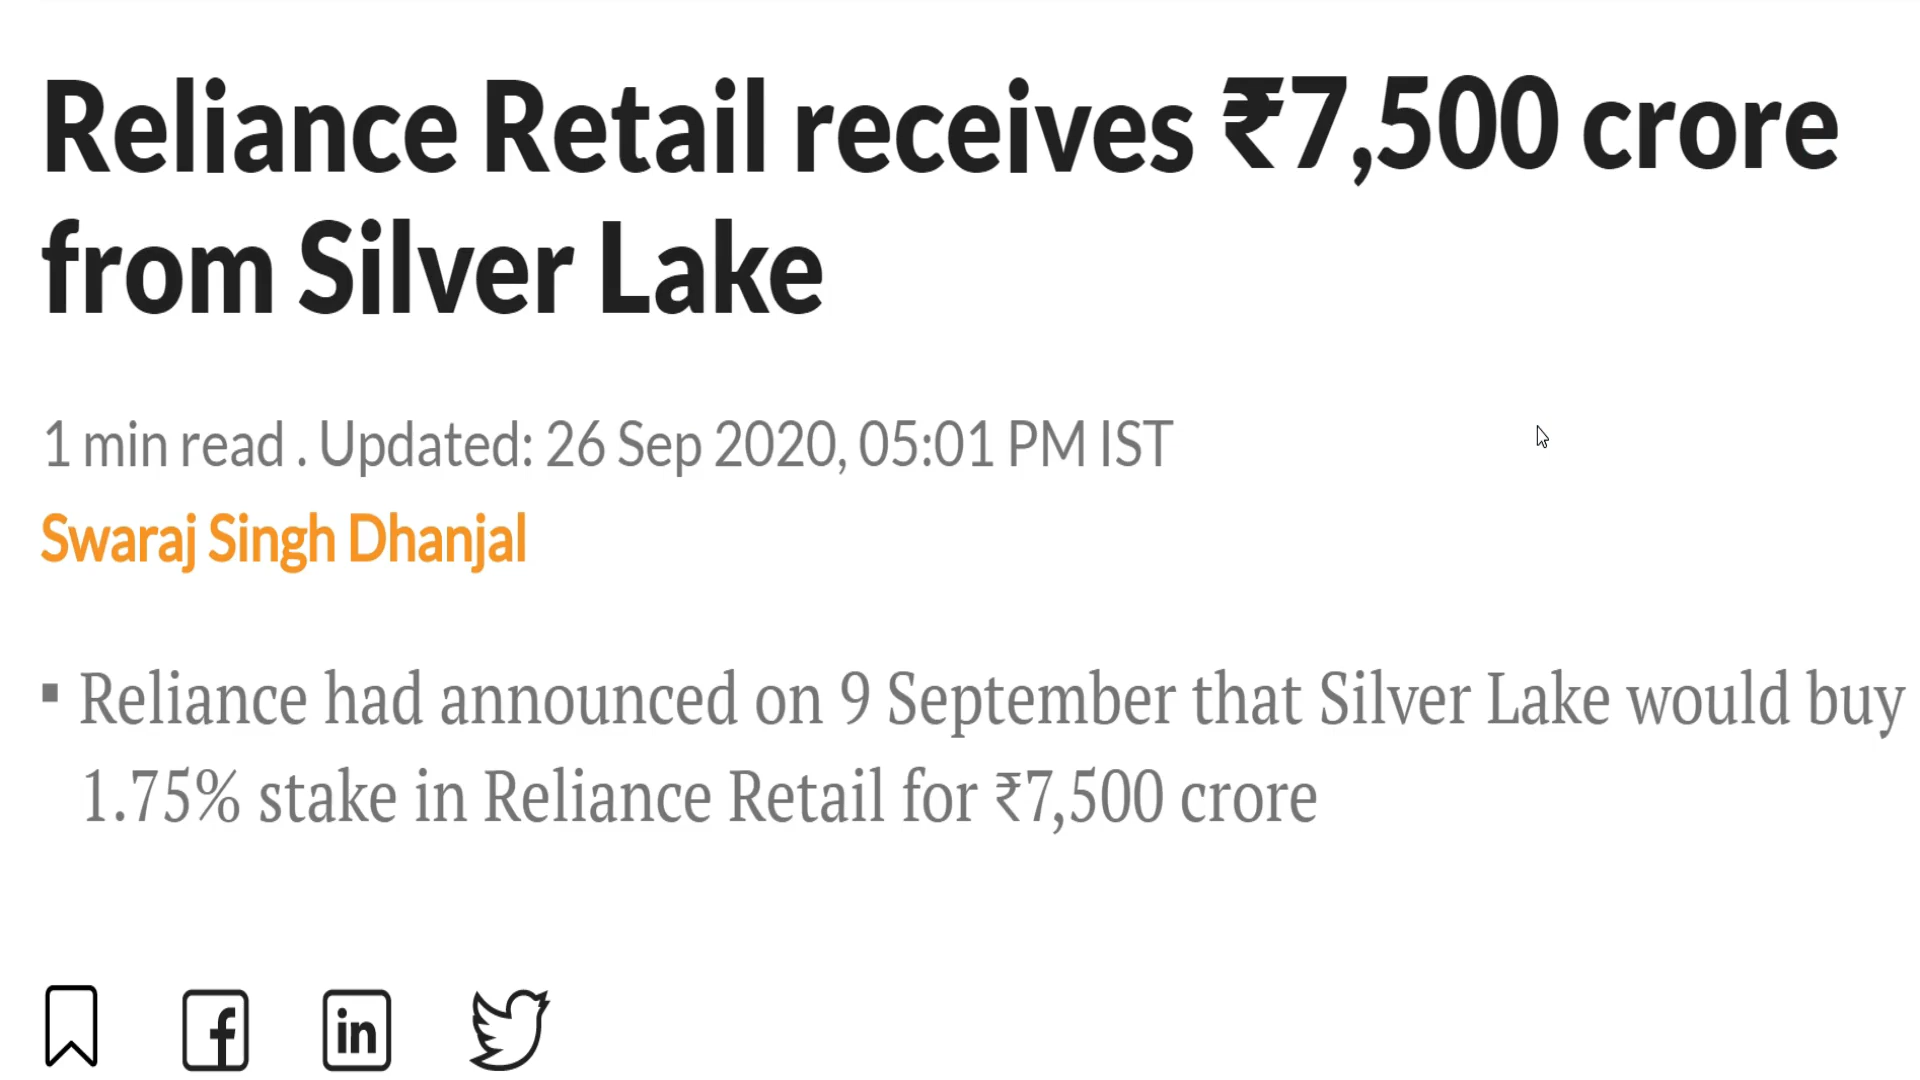 Reliance Retail receives ₹7,500 crore
from Silver Lake
1 min read . Updated: 26 Sep 2020, 05:01 PM IST
Swaraj Singh Dhanjal
▪ Reliance had announced on 9 September that Silver Lake would buy
1.75% stake in Reliance Retail for ₹7,500 crore
f in